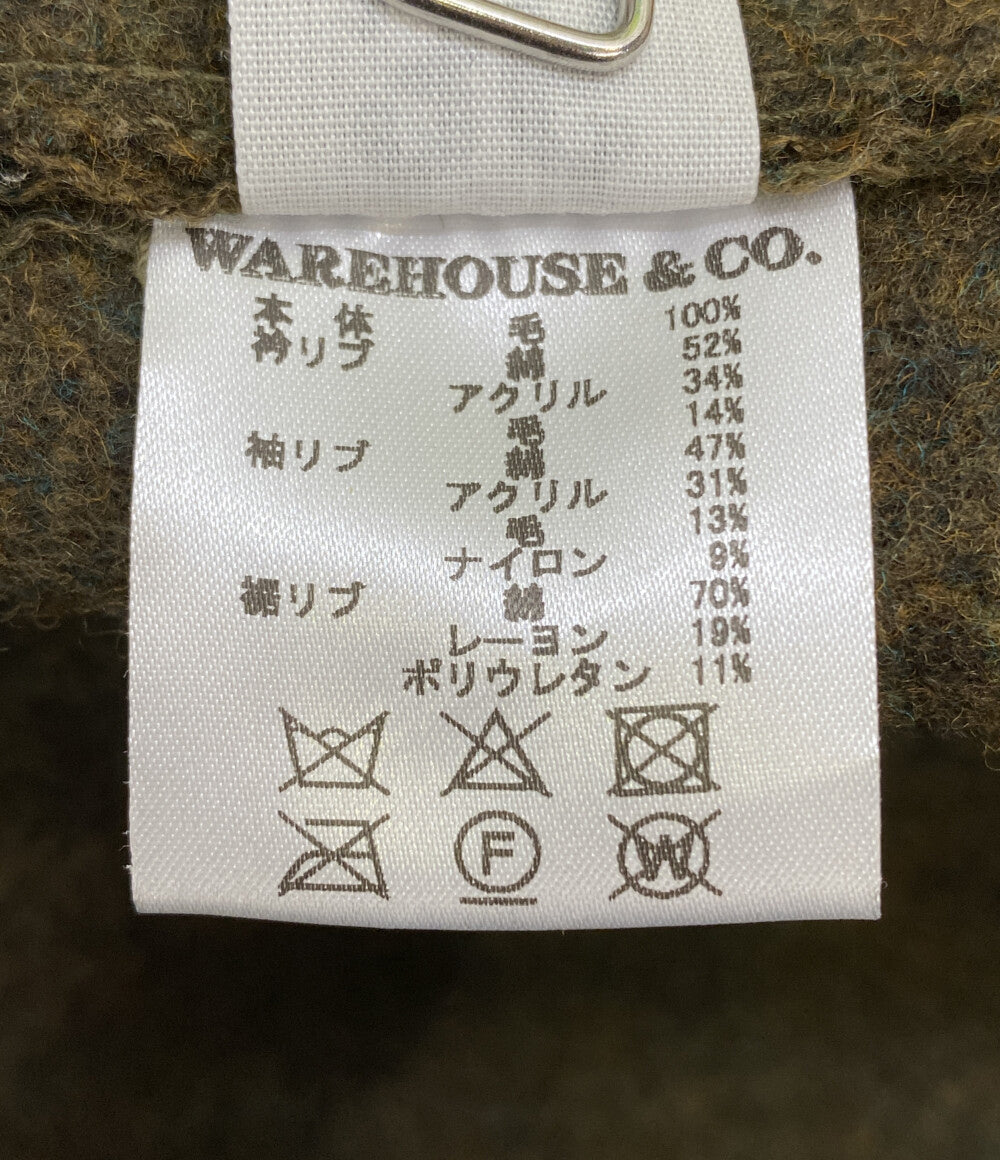 WAREHOUSE & CO.
本 体 毛 100%
衿リブ 綿 52%
アクリル 34%
毛 14%
袖リブ 綿 47%
アクリル 31%
毛 13%
ナイロン 9%
裾リブ 綿 70%
レーヨン 19%
ポリウレタン 11%
F
W